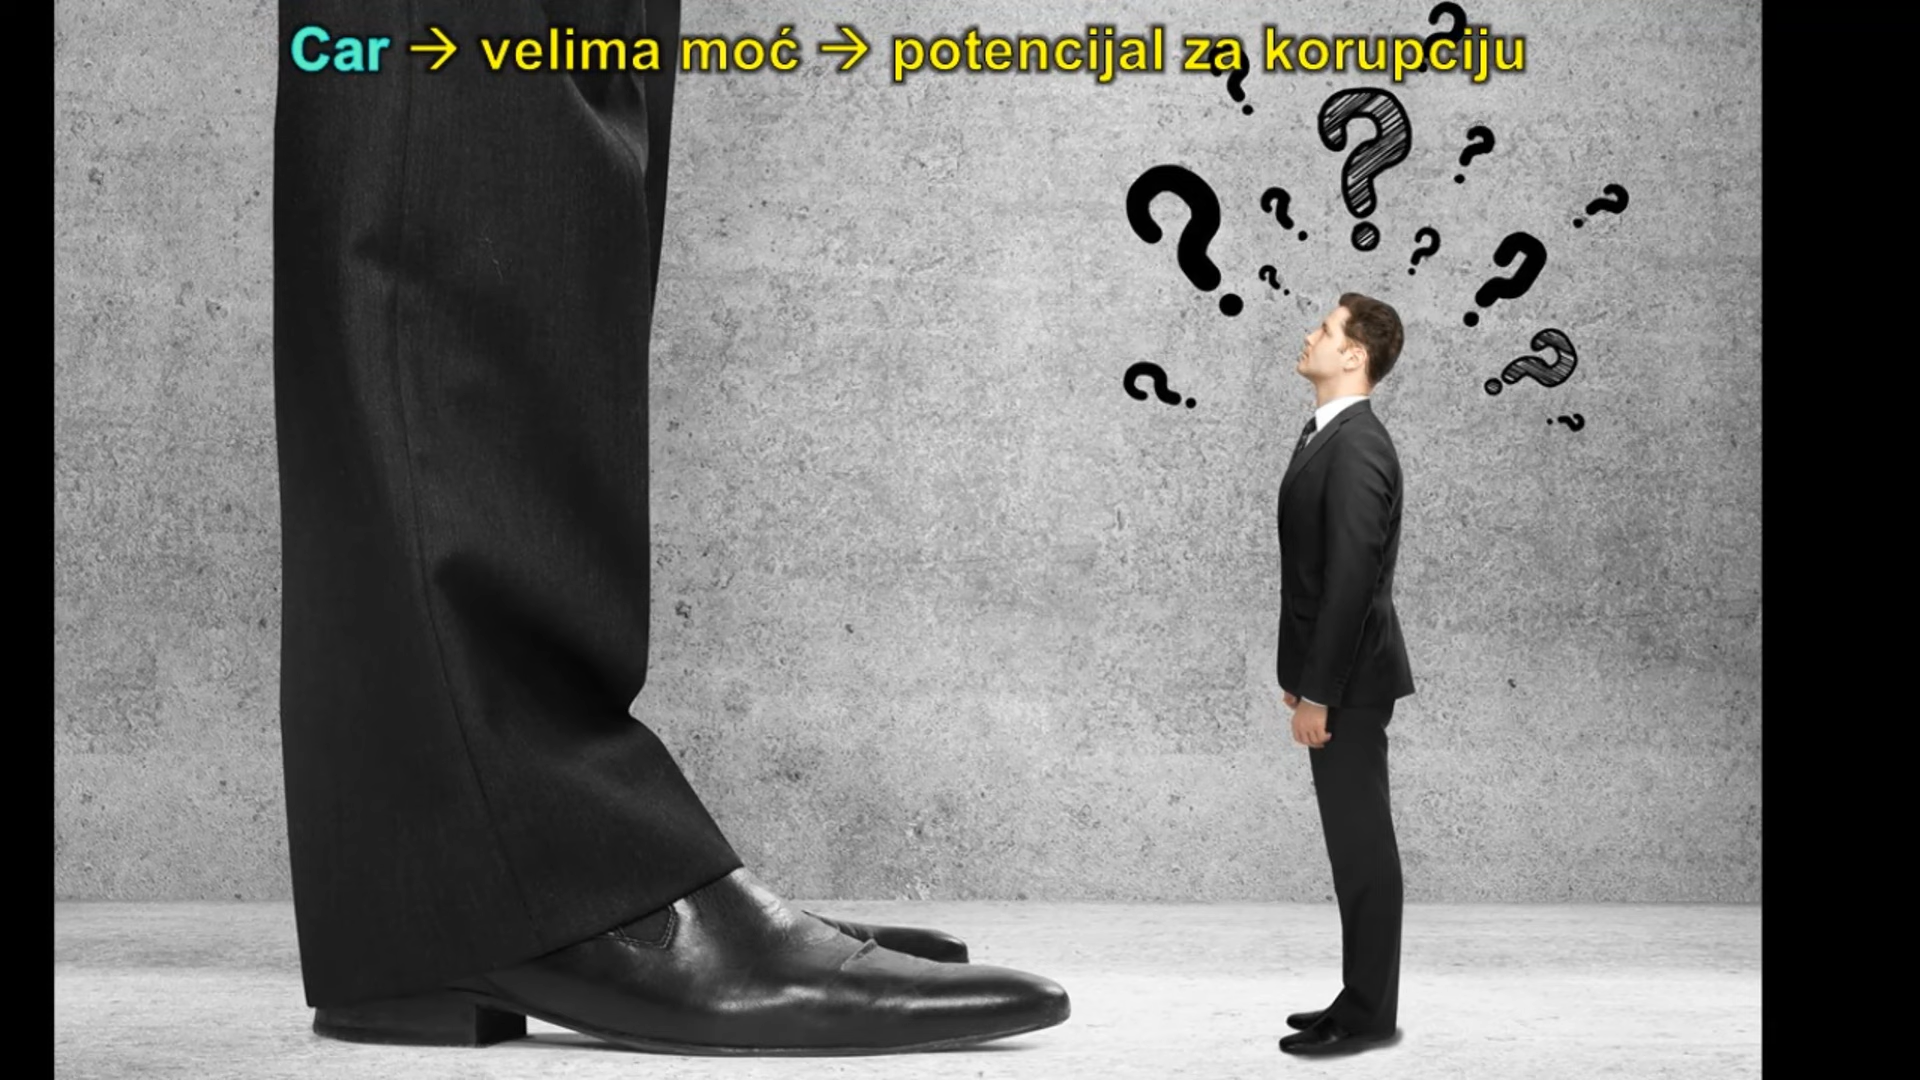 Car → velima moć → potencijal za korupciju